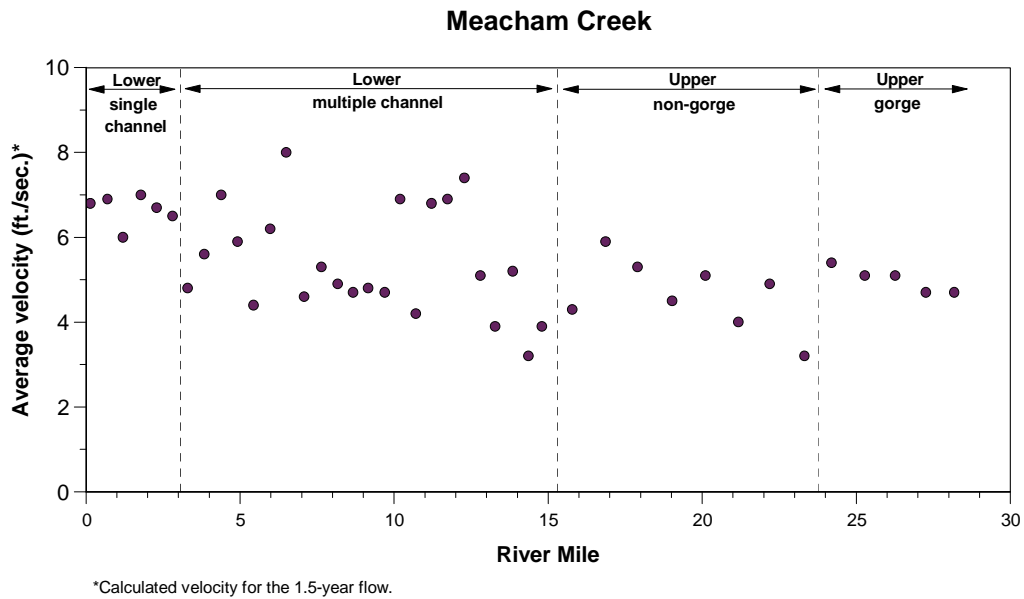 Meacham Creek
Lower
single
channel
Lower
multiple channel
Upper
non-gorge
Upper
gorge
Average velocity (ft./sec.)*
10
8
6
4
2
0
0 5 10 15 20 25 30
River Mile
*Calculated velocity for the 1.5-year flow.